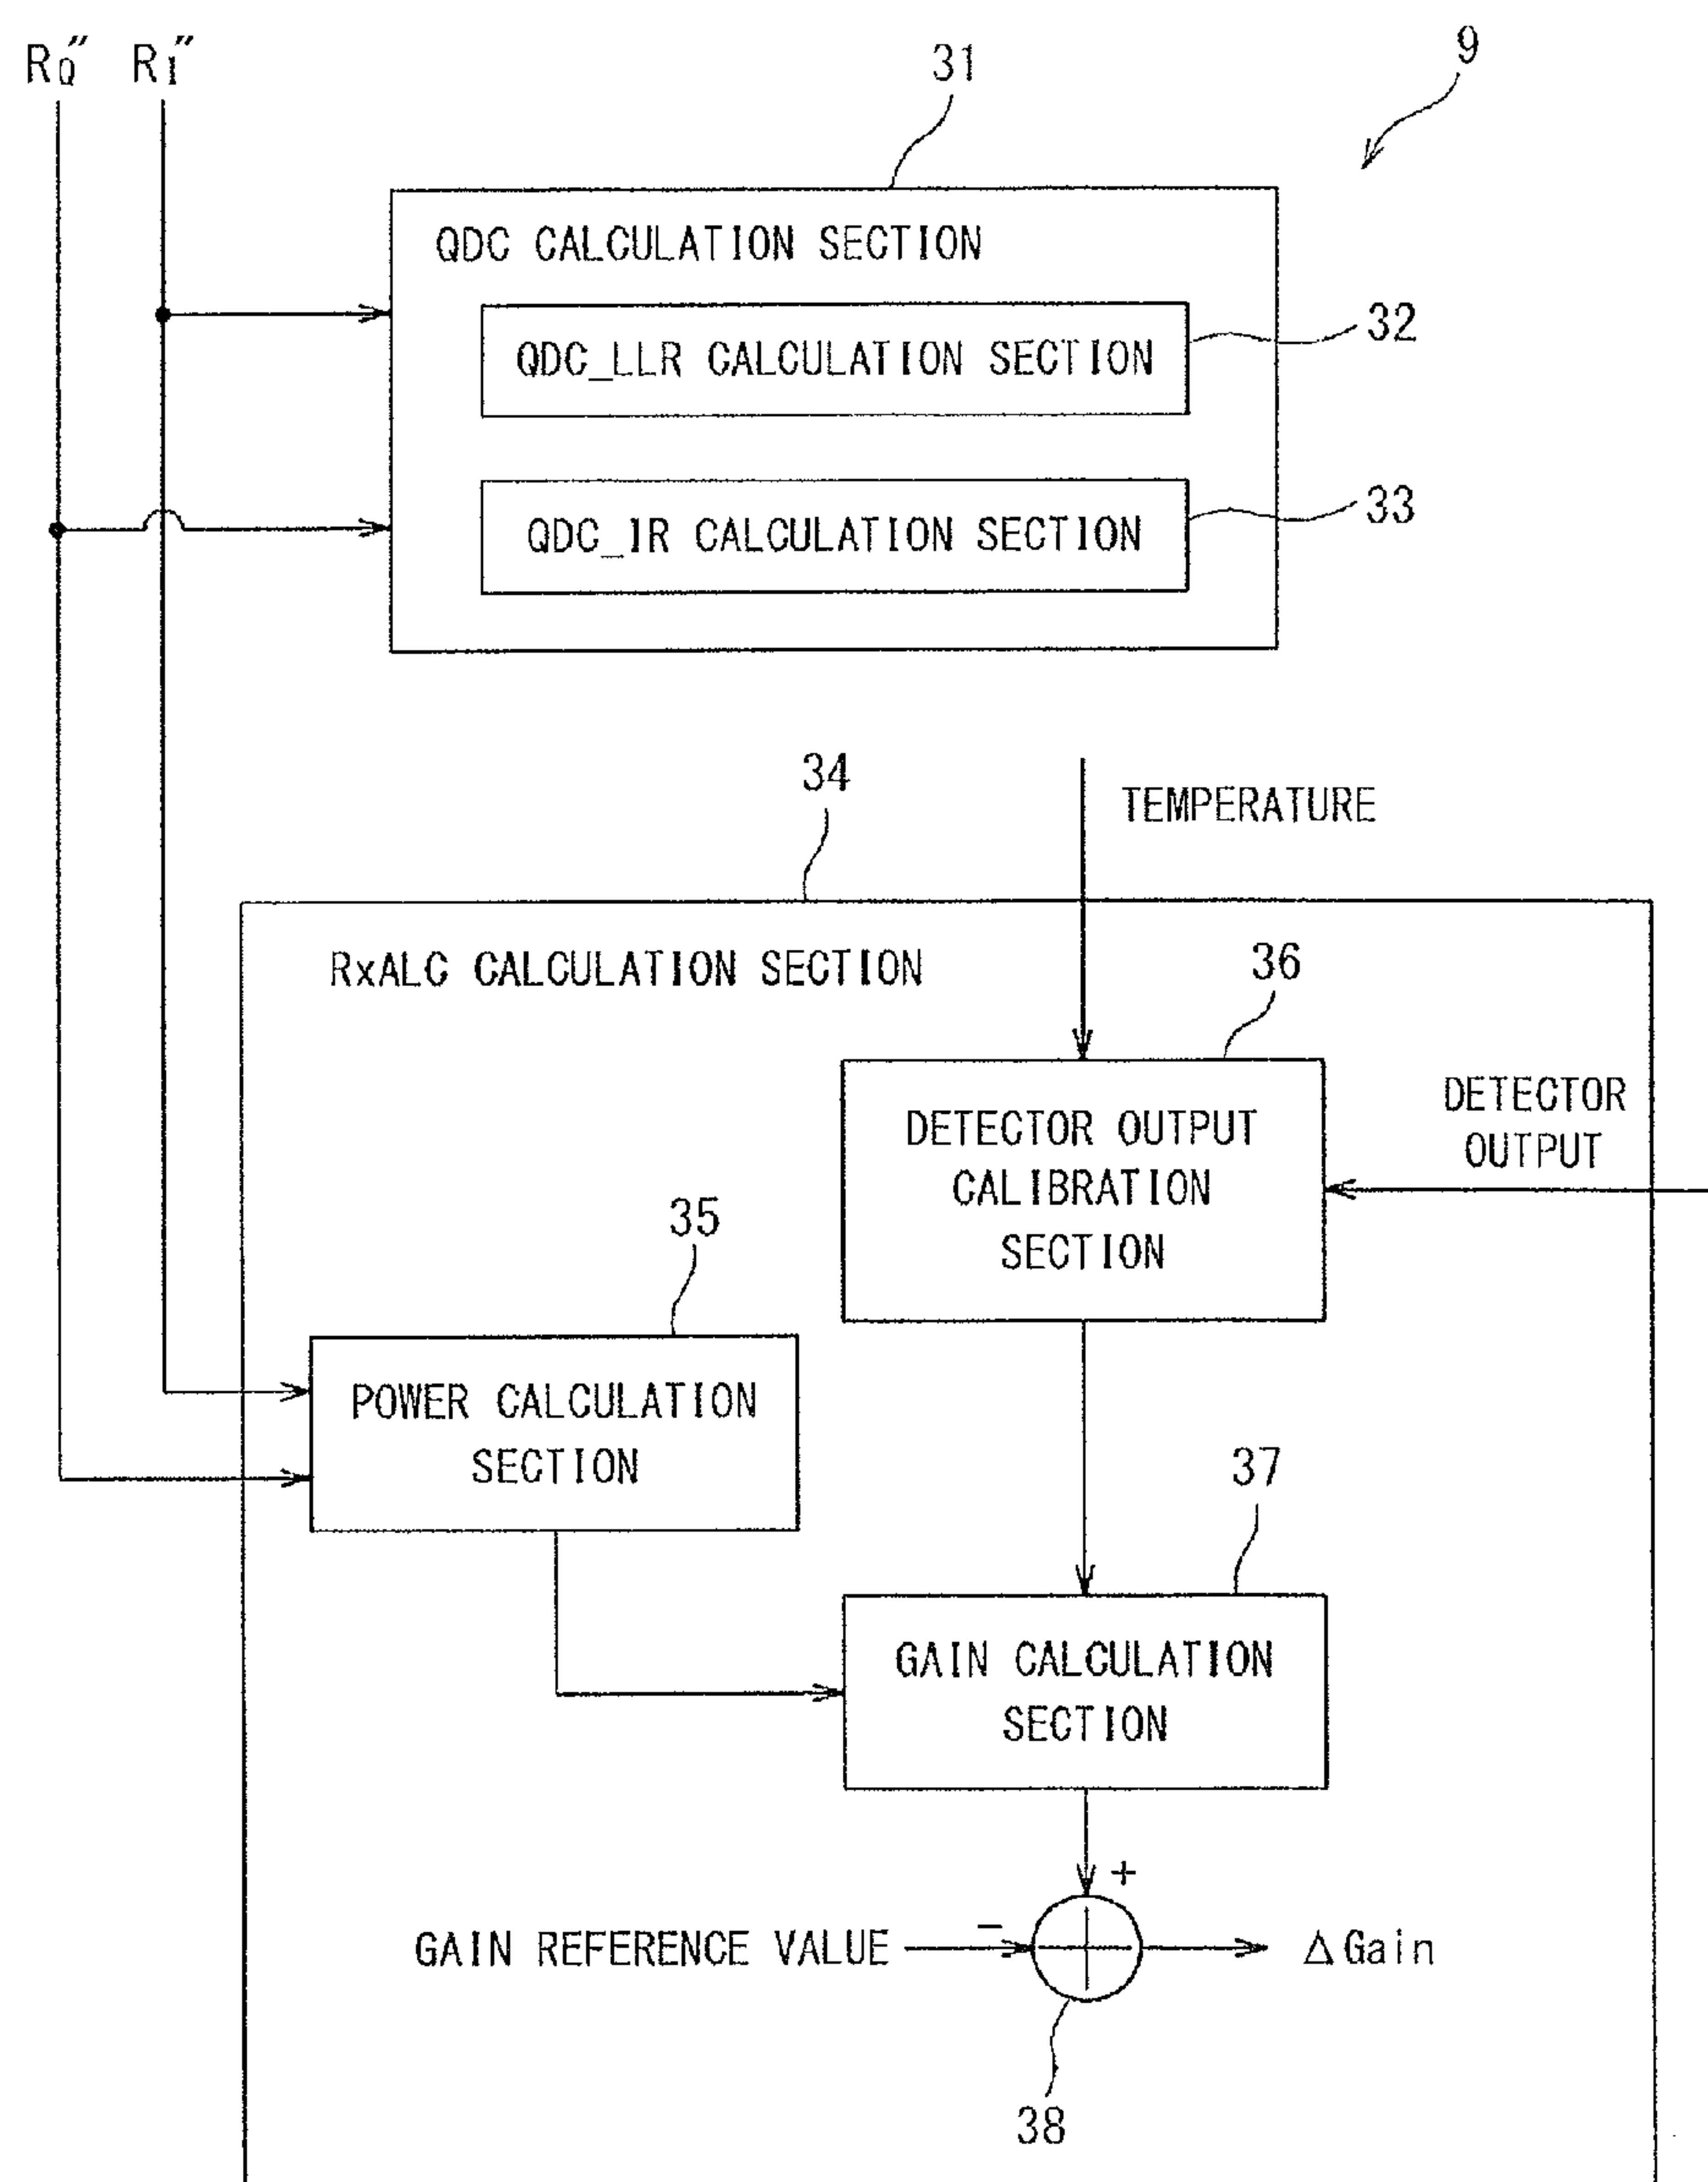 RQ″ RI″
31
9
QDC CALCULATION SECTION
QDC_LLR CALCULATION SECTION
32
QDC_IR CALCULATION SECTION
33
34
TEMPERATURE
RxALC CALCULATION SECTION
36
DETECTOR OUTPUT
CALIBRATION
SECTION
DETECTOR
OUTPUT
35
POWER CALCULATION
SECTION
37
GAIN CALCULATION
SECTION
+
GAIN REFERENCE VALUE
−
ΔGain
38